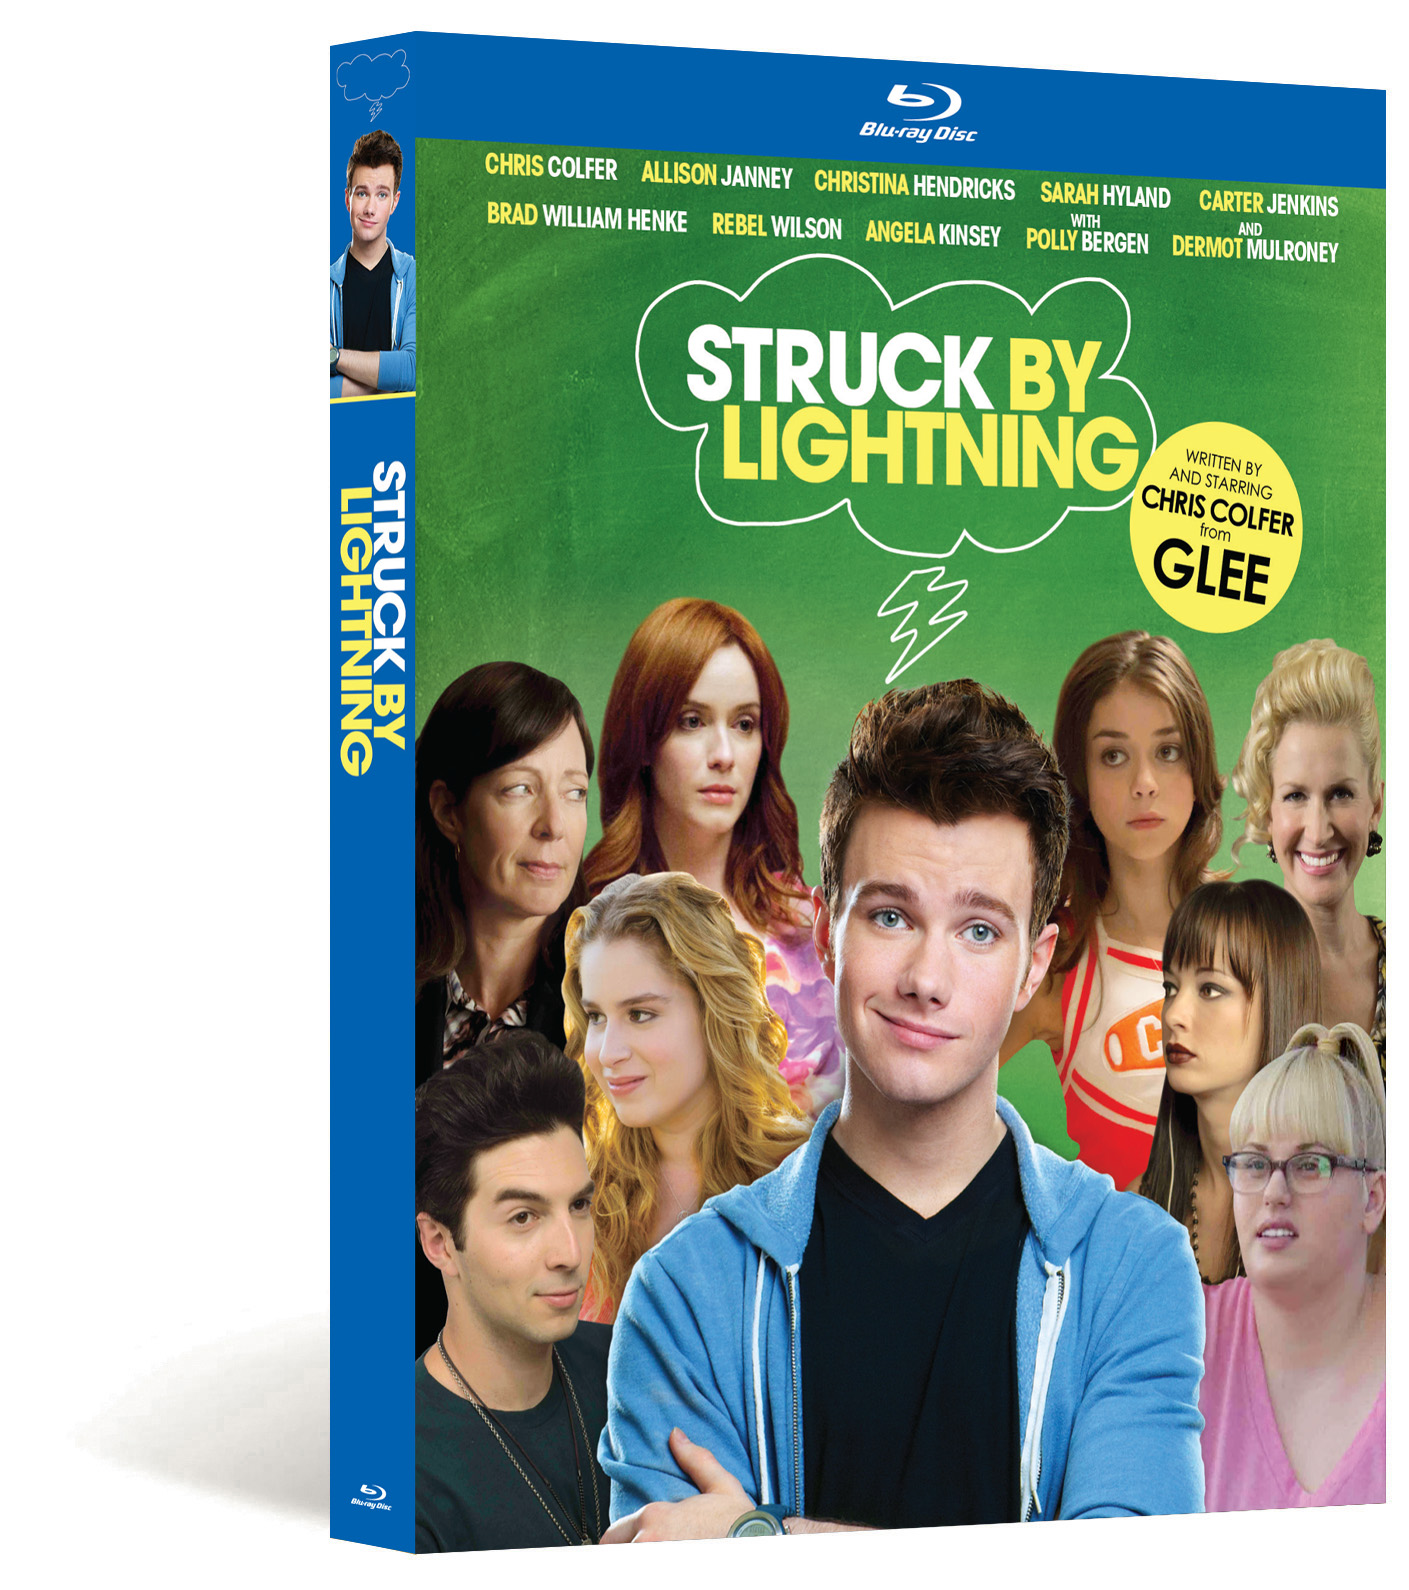 Blu-ray Disc
CHRIS COLFER ALLISON JANNEY CHRISTINA HENDRICKS SARAH HYLAND CARTER JENKINS
BRAD WILLIAM HENKE REBEL WILSON ANGELA KINSEY WITH POLLY BERGEN AND DERMOT MULRONEY
STRUCK BY
LIGHTNING
WRITTEN BY
AND STARRING
CHRIS COLFER
from
GLEE
C
STRUCK BY
LIGHTNING
Blu-ray Disc